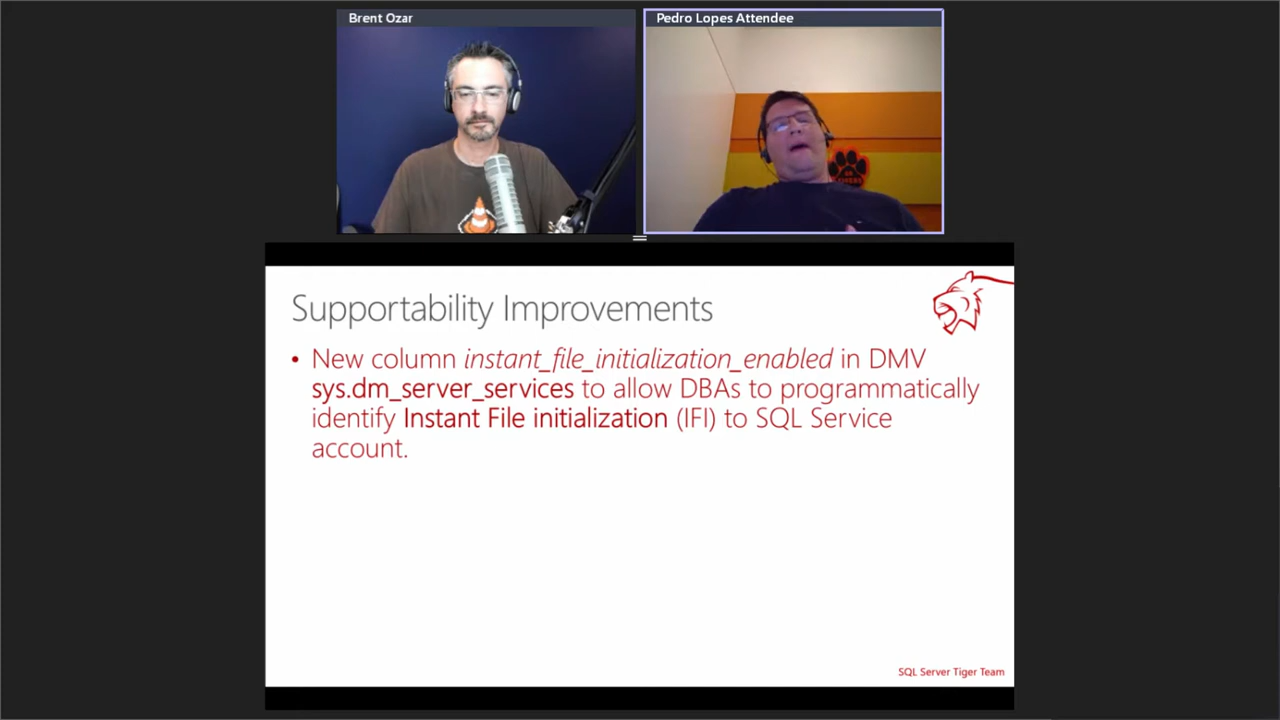 Brent Ozar
Pedro Lopes Attendee
Supportability Improvements
• New column instant_file_initialization_enabled in DMV
sys.dm_server_services to allow DBAs to programmatically
identify Instant File initialization (IFI) to SQL Service
account.
SQL Server Tiger Team